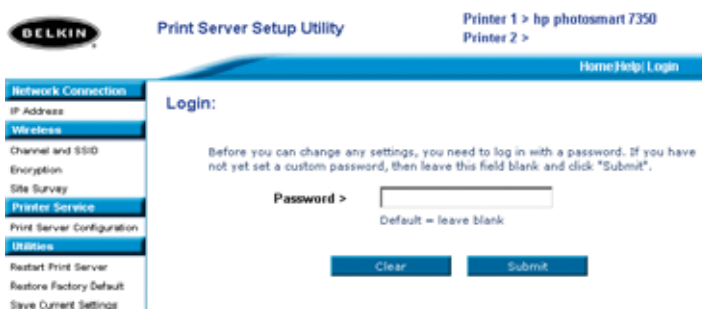 BELKIN
Print Server Setup Utility
Printer 1 > hp photosmart 7350
Printer 2 >
Home|Help| Login
Network Connection
IP Address
Wireless
Channel and SSID
Encryption
Site Survey
Printer Service
Print Server Configuration
Utilities
Restart Print Server
Restore Factory Default
Save Current Settings
Login:
Before you can change any settings, you need to log in with a password. If you have
not yet set a custom password, then leave this field blank and click "Submit".
Password >
Default = leave blank
Clear
Submit